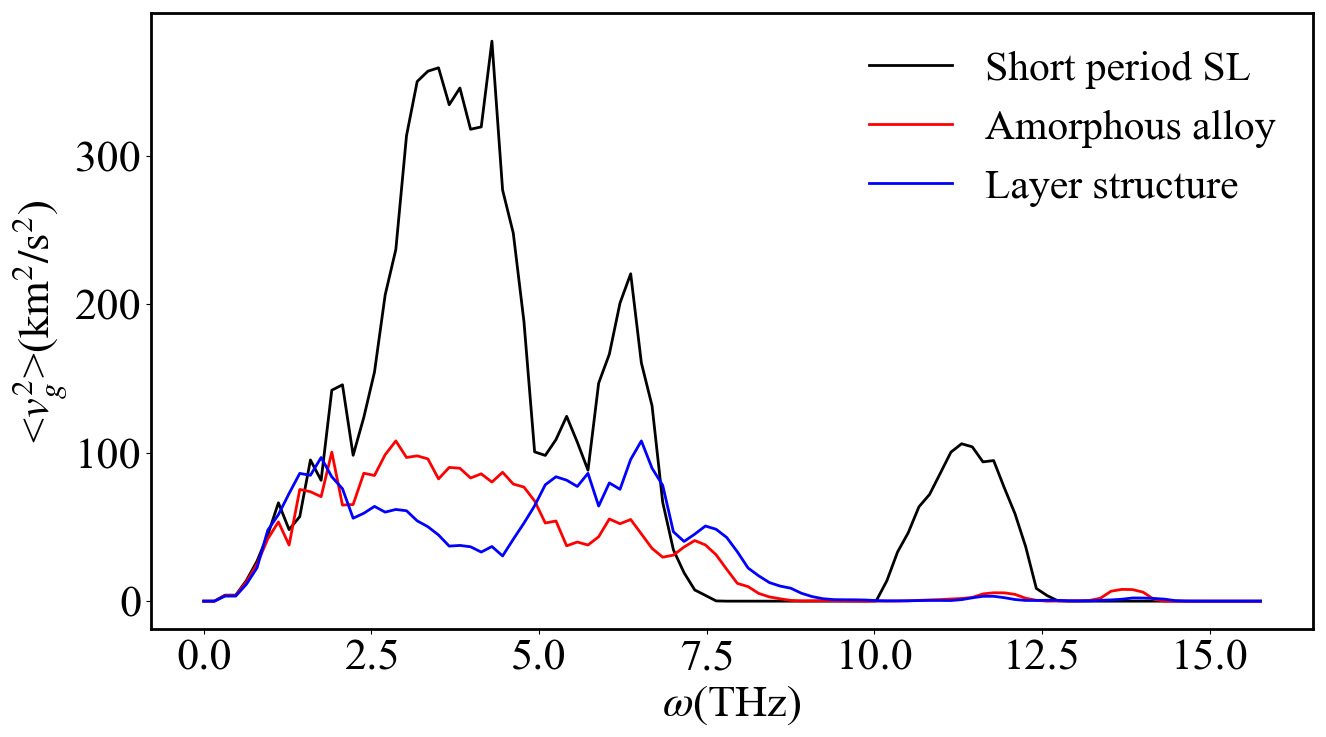 Short period SL
Amorphous alloy
Layer structure
<v_g^2>(km^2/s^2)
300
200
100
0
0.0 2.5 5.0 7.5 10.0 12.5 15.0
ω(THz)